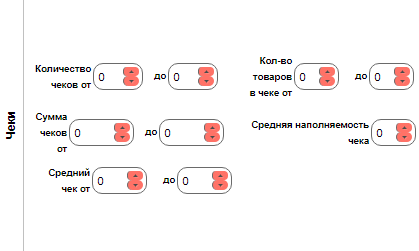 Чеки
Количество
чеков от 0 до 0
Кол-во
товаров
в чеке от 0 до 0
Сумма
чеков
от 0 до 0
Средняя наполняемость
чека 0
Средний
чек от 0 до 0